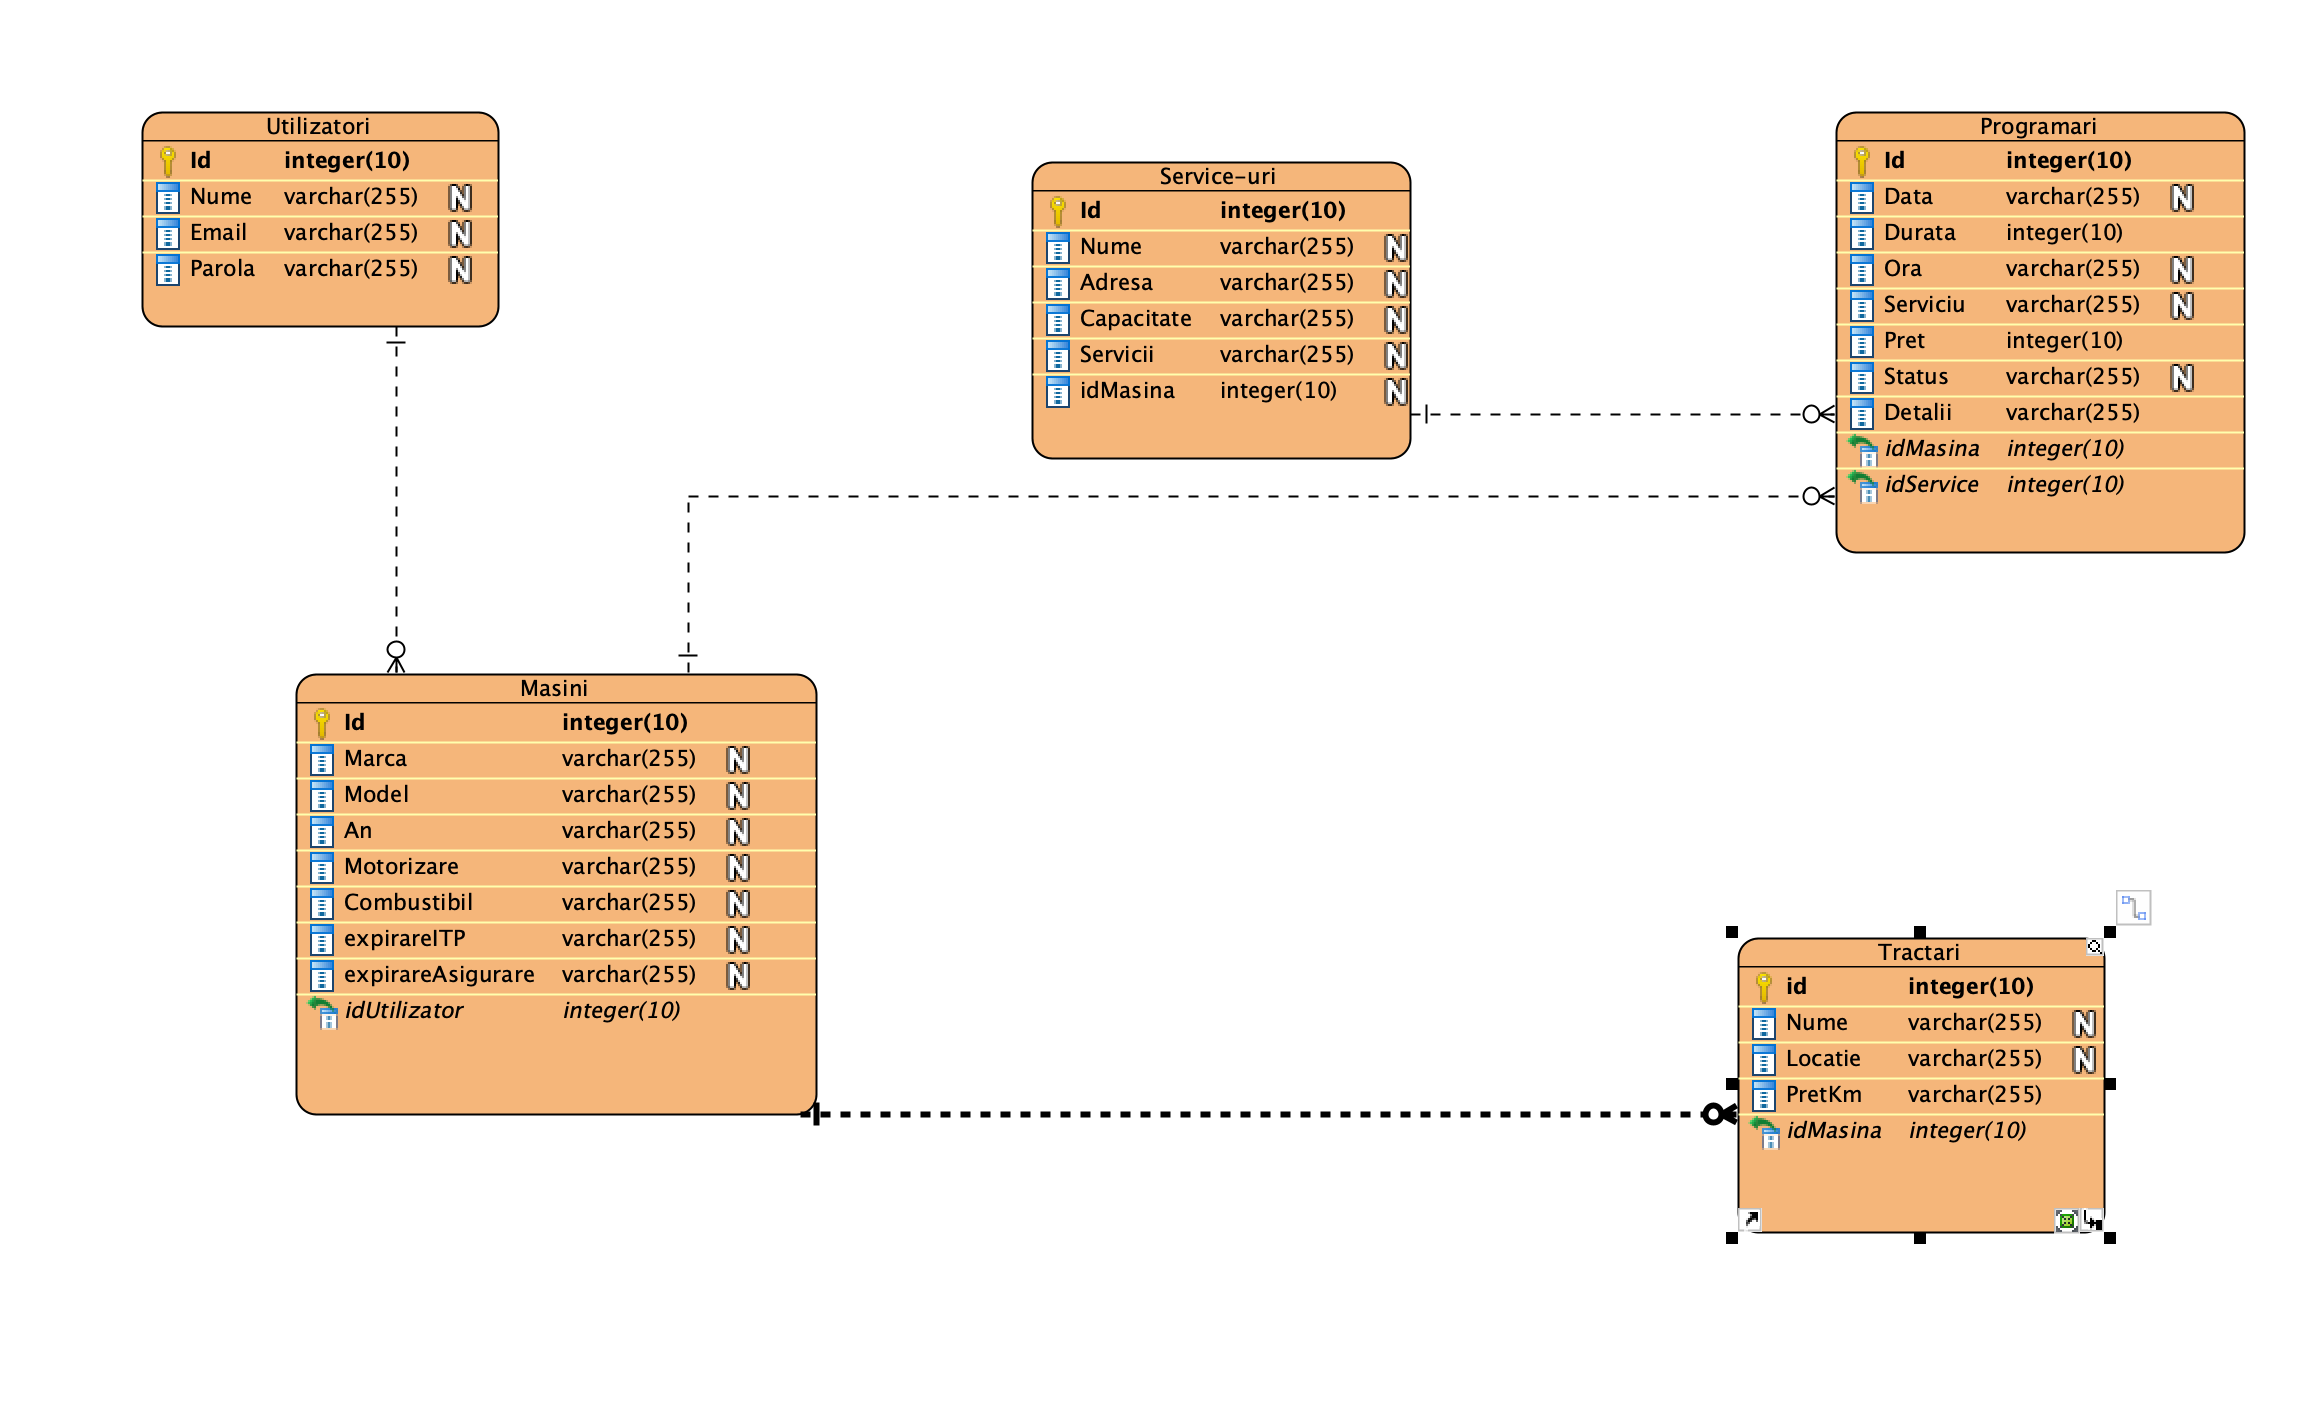 Utilizatori
Id integer(10)
Nume varchar(255) N
Email varchar(255) N
Parola varchar(255) N
Service-uri
Id integer(10)
Nume varchar(255) N
Adresa varchar(255) N
Capacitate varchar(255) N
Servicii varchar(255) N
idMasina integer(10) N
Programari
Id integer(10)
Data varchar(255) N
Durata integer(10)
Ora varchar(255) N
Serviciu varchar(255) N
Pret integer(10)
Status varchar(255) N
Detalii varchar(255)
idMasina integer(10)
idService integer(10)
Masini
Id integer(10)
Marca varchar(255) N
Model varchar(255) N
An varchar(255) N
Motorizare varchar(255) N
Combustibil varchar(255) N
expirareITP varchar(255) N
expirareAsigurare varchar(255) N
idUtilizator integer(10)
Tractari
id integer(10)
Nume varchar(255) N
Locatie varchar(255) N
PretKm varchar(255)
idMasina integer(10)